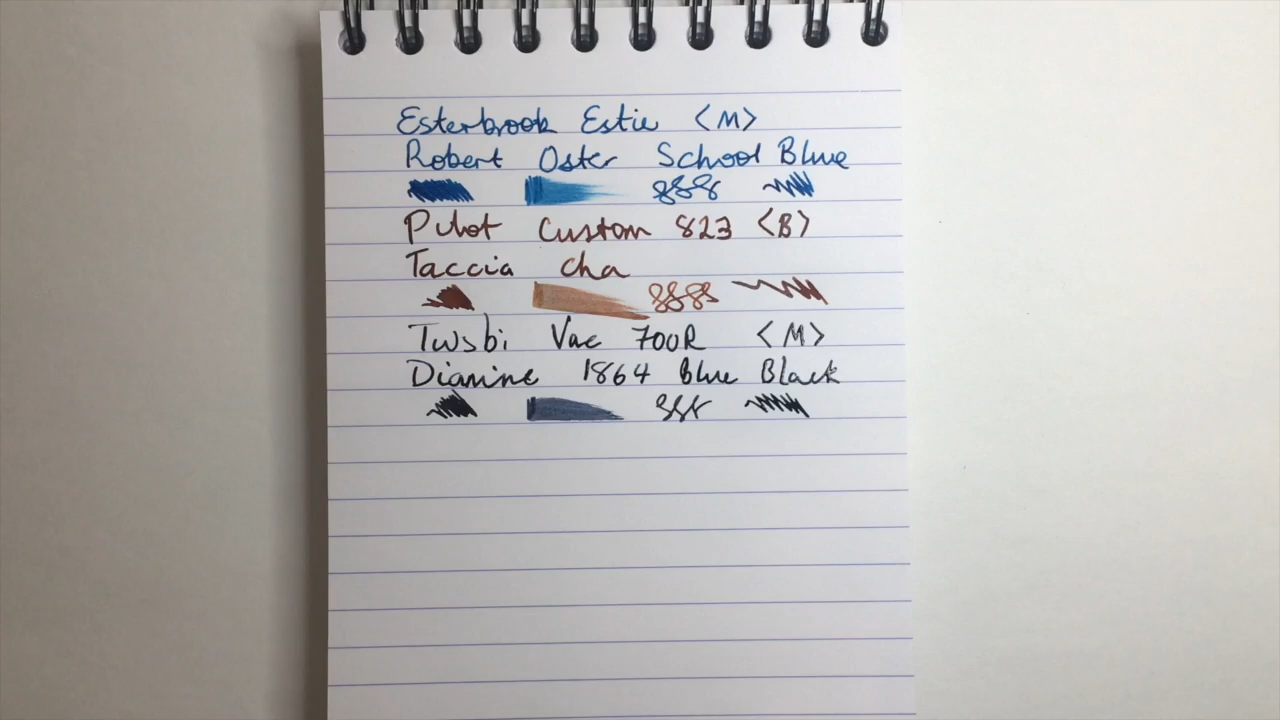 Esterbrook Estie <M>
Robert Oster School Blue
Pilot Custom 823 <B>
Taccia Cha
Twsbi Vac 700R <M>
Diamine 1864 Blue Black